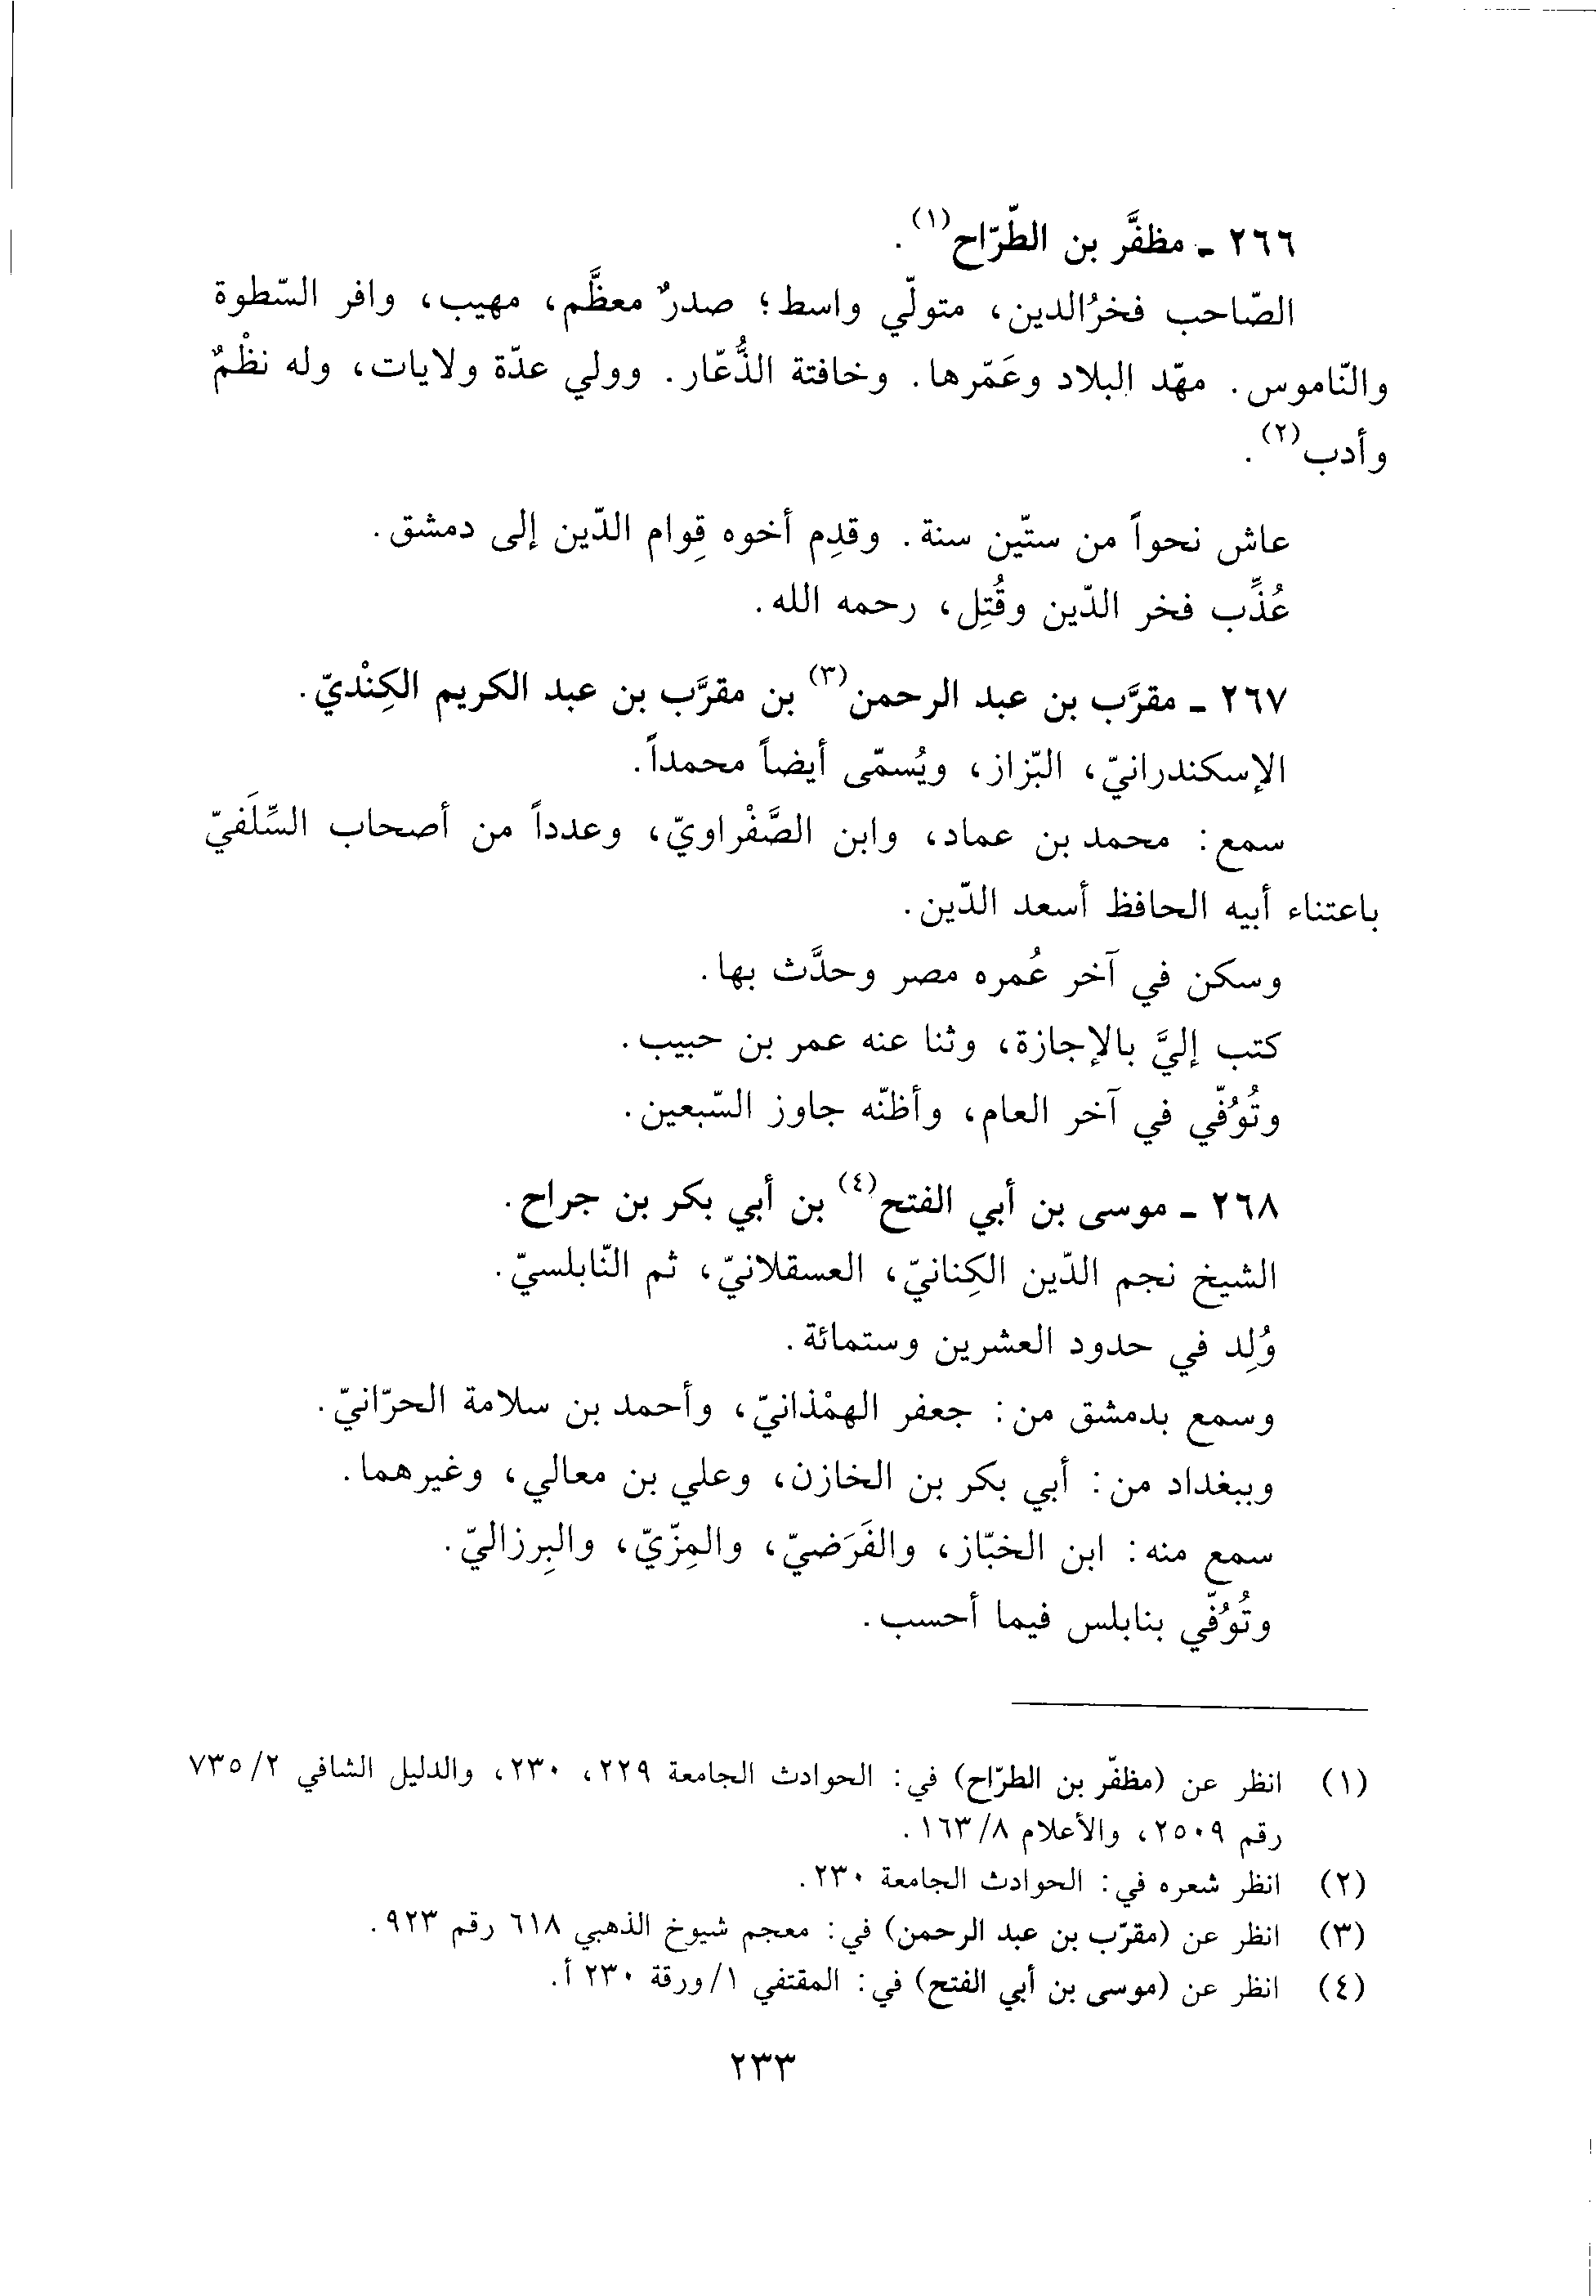 ٢٦٦ ـ مظفَّر بن الطّرّاح(١).
الصّاحب فخرُالدين، متولّي واسط؛ صدرٌ معظَّم، مهيب، وافر السّطوة
والنّاموس. مهّد البلاد وعَمّرها. وخافتة الذُّعّار. وولي عدّة ولايات، وله نظْمٌ
وأدب(٢).
عاش نحواً من ستّين سنة. وقدِم أخوه قِوام الدّين إلى دمشق.
عُذِّب فخر الدّين وقُتِل، رحمه الله.
٢٦٧ ـ مقرَّب بن عبد الرحمن(٣) بن مقرَّب بن عبد الكريم الكِنْديّ.
الإسكندرانيّ، البّزاز، ويُسمّى أيضاً محمداً.
سمع: محمد بن عماد، وابن الصَّفْراويّ، وعدداً من أصحاب السِّلَفيّ
باعتناء أبيه الحافظ أسعد الدّين.
وسكن في آخر عُمره مصر وحدَّث بها.
كتب إليَّ بالإجازة، وثنا عنه عمر بن حبيب.
وتُوُفّي في آخر العام، وأظنّه جاوز السّبعين.
٢٦٨ ـ موسى بن أبي الفتح(٤) بن أبي بكر بن جراح.
الشيخ نجم الدّين الكِنانيّ، العسقلانيّ، ثم النّابلسيّ.
وُلِد في حدود العشرين وستمائة.
وسمع بدمشق من: جعفر الهمْذانيّ، وأحمد بن سلامة الحرّانيّ.
وببغداد من: أبي بكر بن الخازن، وعلي بن معالي، وغيرهما.
سمع منه: ابن الخبّاز، والفَرَضيّ، والمِزّيّ، والبِرزاليّ.
وتُوُفّي بنابلس فيما أحسب.
(١) انظر عن (مظفّر بن الطرّاح) في: الحوادث الجامعة ٢٢٩، ٢٣٠، والدليل الشافي ٧٣٥/٢
رقم ٢٥٠٩، والأعلام ١٦٣/٨.
(٢) انظر شعره في: الحوادث الجامعة ٢٣٠.
(٣) انظر عن (مقرّب بن عبد الرحمن) في: معجم شيوخ الذهبي ٦١٨ رقم ٩٢٣.
(٤) انظر عن (موسى بن أبي الفتح) في: المقتفي ١/ورقة ٢٣٠ أ.
٢٣٣